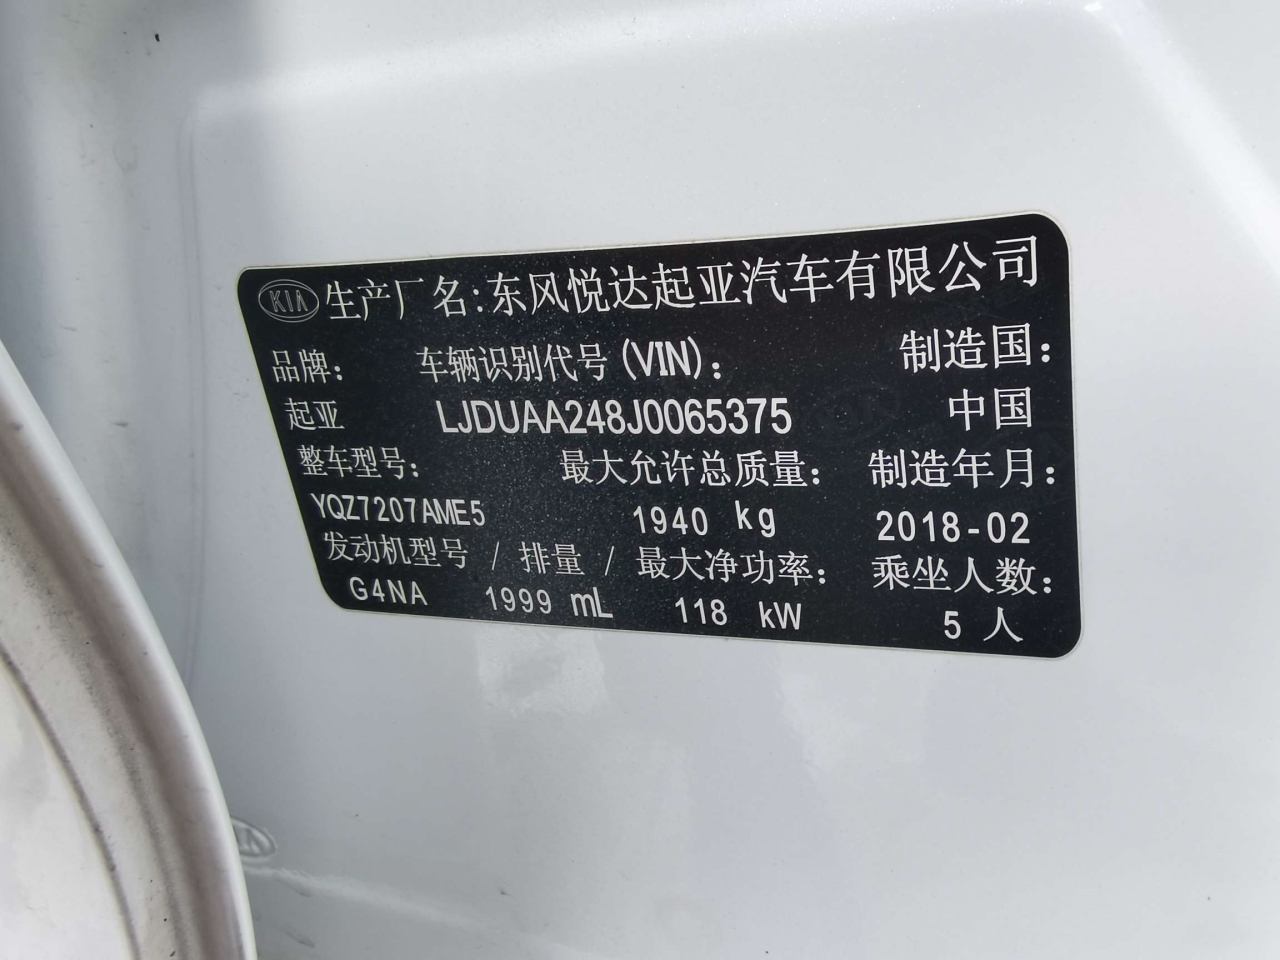 KIA 生产厂名:东风悦达起亚汽车有限公司
品牌: 车辆识别代号(VIN): 制造国:
起亚 LJDUAA248J0065375 中国
整车型号: 最大允许总质量: 制造年月:
YQZ7207AME5 1940 kg 2018-02
发动机型号 / 排量 / 最大净功率: 乘坐人数:
G4NA 1999 mL 118 kW 5 人